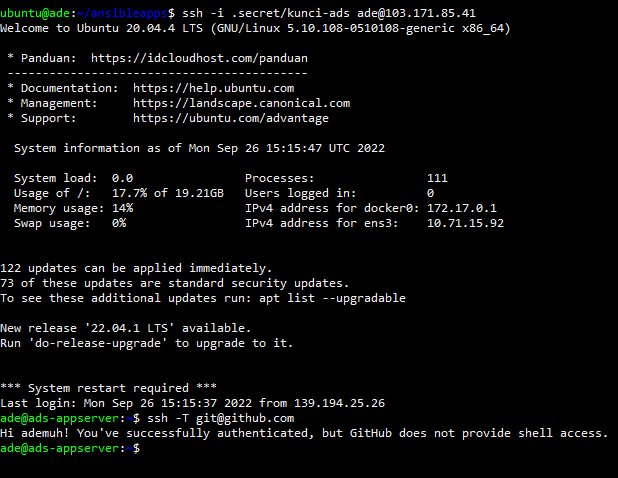 ubuntu@ade:~/ansibleapps$ ssh -i .secret/kunci-ads ade@103.171.85.41
Welcome to Ubuntu 20.04.4 LTS (GNU/Linux 5.10.108-0510108-generic x86_64)
* Panduan: https://idcloudhost.com/panduan
-------------------------------------------
* Documentation: https://help.ubuntu.com
* Management: https://landscape.canonical.com
* Support: https://ubuntu.com/advantage
System information as of Mon Sep 26 15:15:47 UTC 2022
System load: 0.0 Processes: 111
Usage of /: 17.7% of 19.21GB Users logged in: 0
Memory usage: 14% IPv4 address for docker0: 172.17.0.1
Swap usage: 0% IPv4 address for ens3: 10.71.15.92
122 updates can be applied immediately.
73 of these updates are standard security updates.
To see these additional updates run: apt list --upgradable
New release '22.04.1 LTS' available.
Run 'do-release-upgrade' to upgrade to it.
*** System restart required ***
Last login: Mon Sep 26 15:15:37 2022 from 139.194.25.26
ade@ads-appserver:~$ ssh -T git@github.com
Hi ademuh! You've successfully authenticated, but GitHub does not provide shell access.
ade@ads-appserver:~$